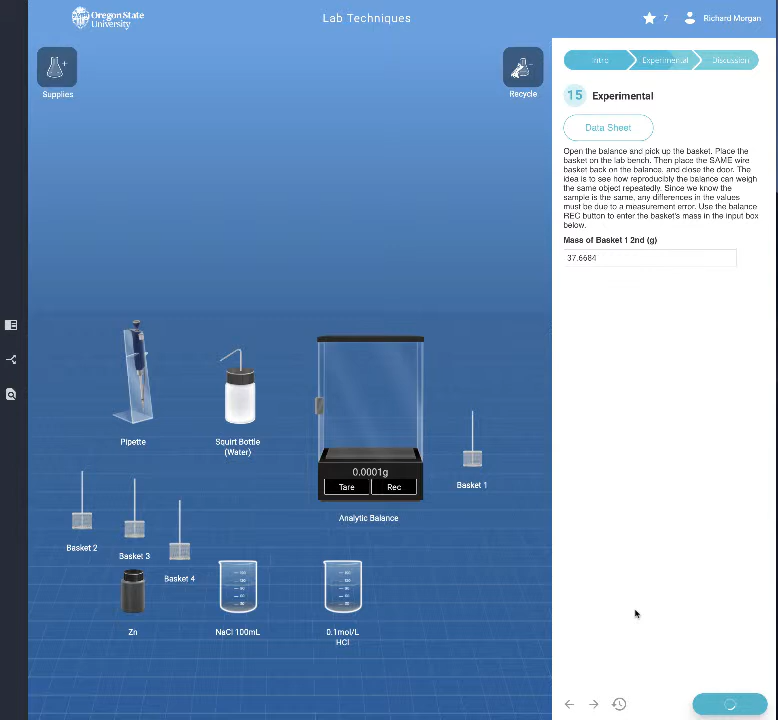 Oregon State
University
Lab Techniques
7
Richard Morgan
Supplies
Recycle
Intro
Experimental
Discussion
15
Experimental
Data Sheet
Open the balance and pick up the basket. Place the
basket on the lab bench. Then place the SAME wire
basket back on the balance, and close the door. The
idea is to see how reproducibly the balance can weigh
the same object repeatedly. Since we know the
sample is the same, any differences in the values
must be due to a measurement error. Use the balance
REC button to enter the basket's mass in the input box
below.
Mass of Basket 1 2nd (g)
37.6684
Pipette
Squirt Bottle
(Water)
0.0001g
Tare
Rec
Analytic Balance
Basket 1
Basket 2
Basket 3
Basket 4
Zn
NaCl 100mL
0.1mol/L
HCl